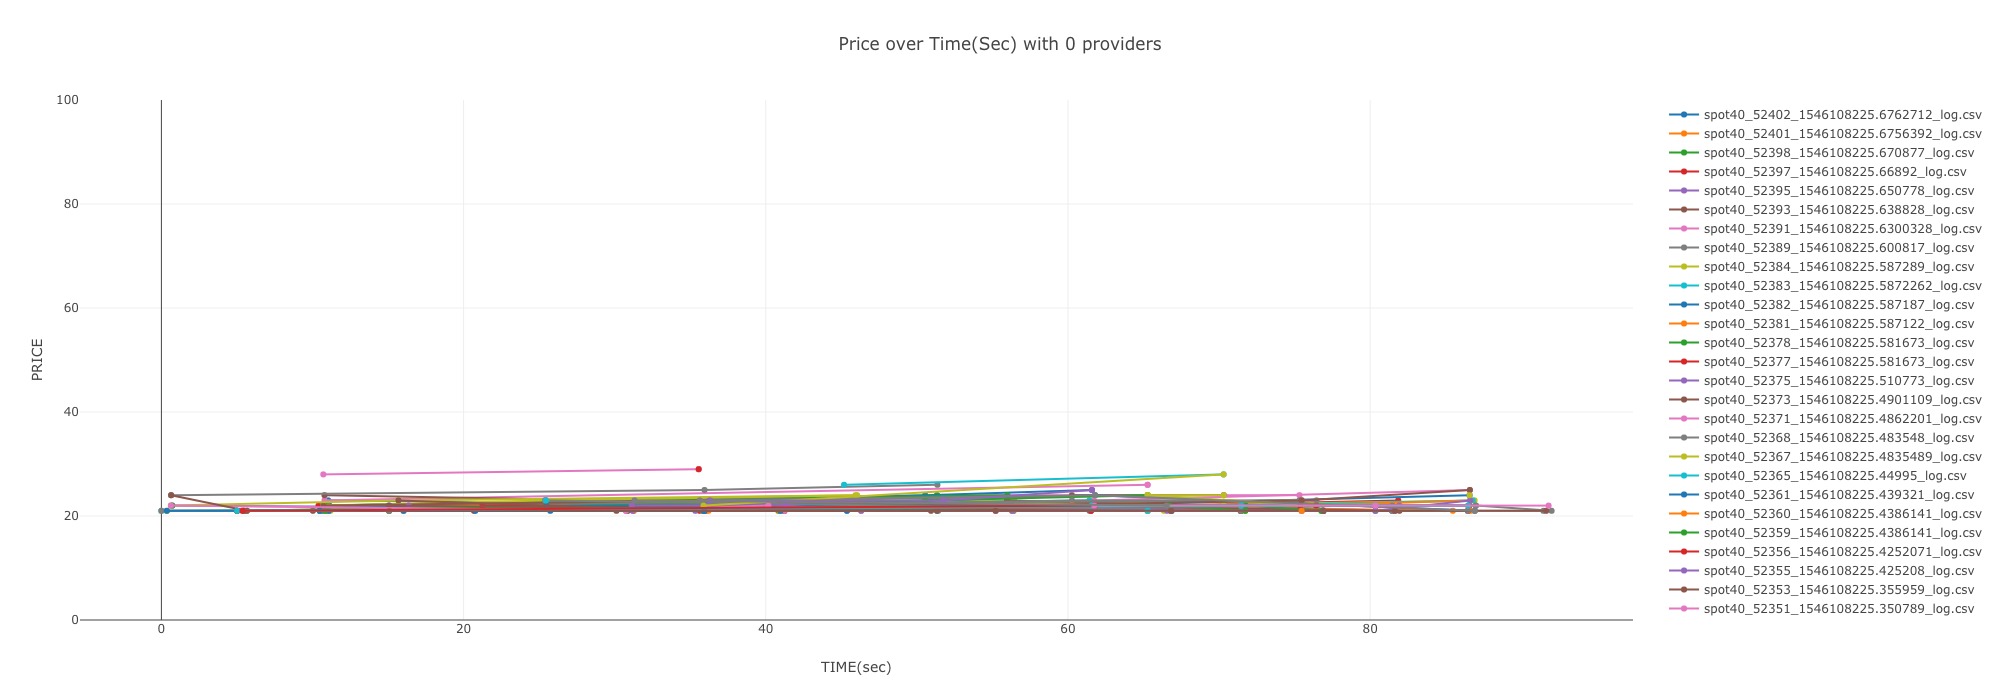 Price over Time(Sec) with 0 providers
PRICE
100
80
60
40
20
0
0
20
40
60
80
TIME(sec)
spot40_52402_1546108225.6762712_log.csv
spot40_52401_1546108225.6756392_log.csv
spot40_52398_1546108225.670877_log.csv
spot40_52397_1546108225.66892_log.csv
spot40_52395_1546108225.650778_log.csv
spot40_52393_1546108225.638828_log.csv
spot40_52391_1546108225.6300328_log.csv
spot40_52389_1546108225.600817_log.csv
spot40_52384_1546108225.587289_log.csv
spot40_52383_1546108225.5872262_log.csv
spot40_52382_1546108225.587187_log.csv
spot40_52381_1546108225.587122_log.csv
spot40_52378_1546108225.581673_log.csv
spot40_52377_1546108225.581673_log.csv
spot40_52375_1546108225.510773_log.csv
spot40_52373_1546108225.4901109_log.csv
spot40_52371_1546108225.4862201_log.csv
spot40_52368_1546108225.483548_log.csv
spot40_52367_1546108225.4835489_log.csv
spot40_52365_1546108225.44995_log.csv
spot40_52361_1546108225.439321_log.csv
spot40_52360_1546108225.4386141_log.csv
spot40_52359_1546108225.4386141_log.csv
spot40_52356_1546108225.4252071_log.csv
spot40_52355_1546108225.425208_log.csv
spot40_52353_1546108225.355959_log.csv
spot40_52351_1546108225.350789_log.csv